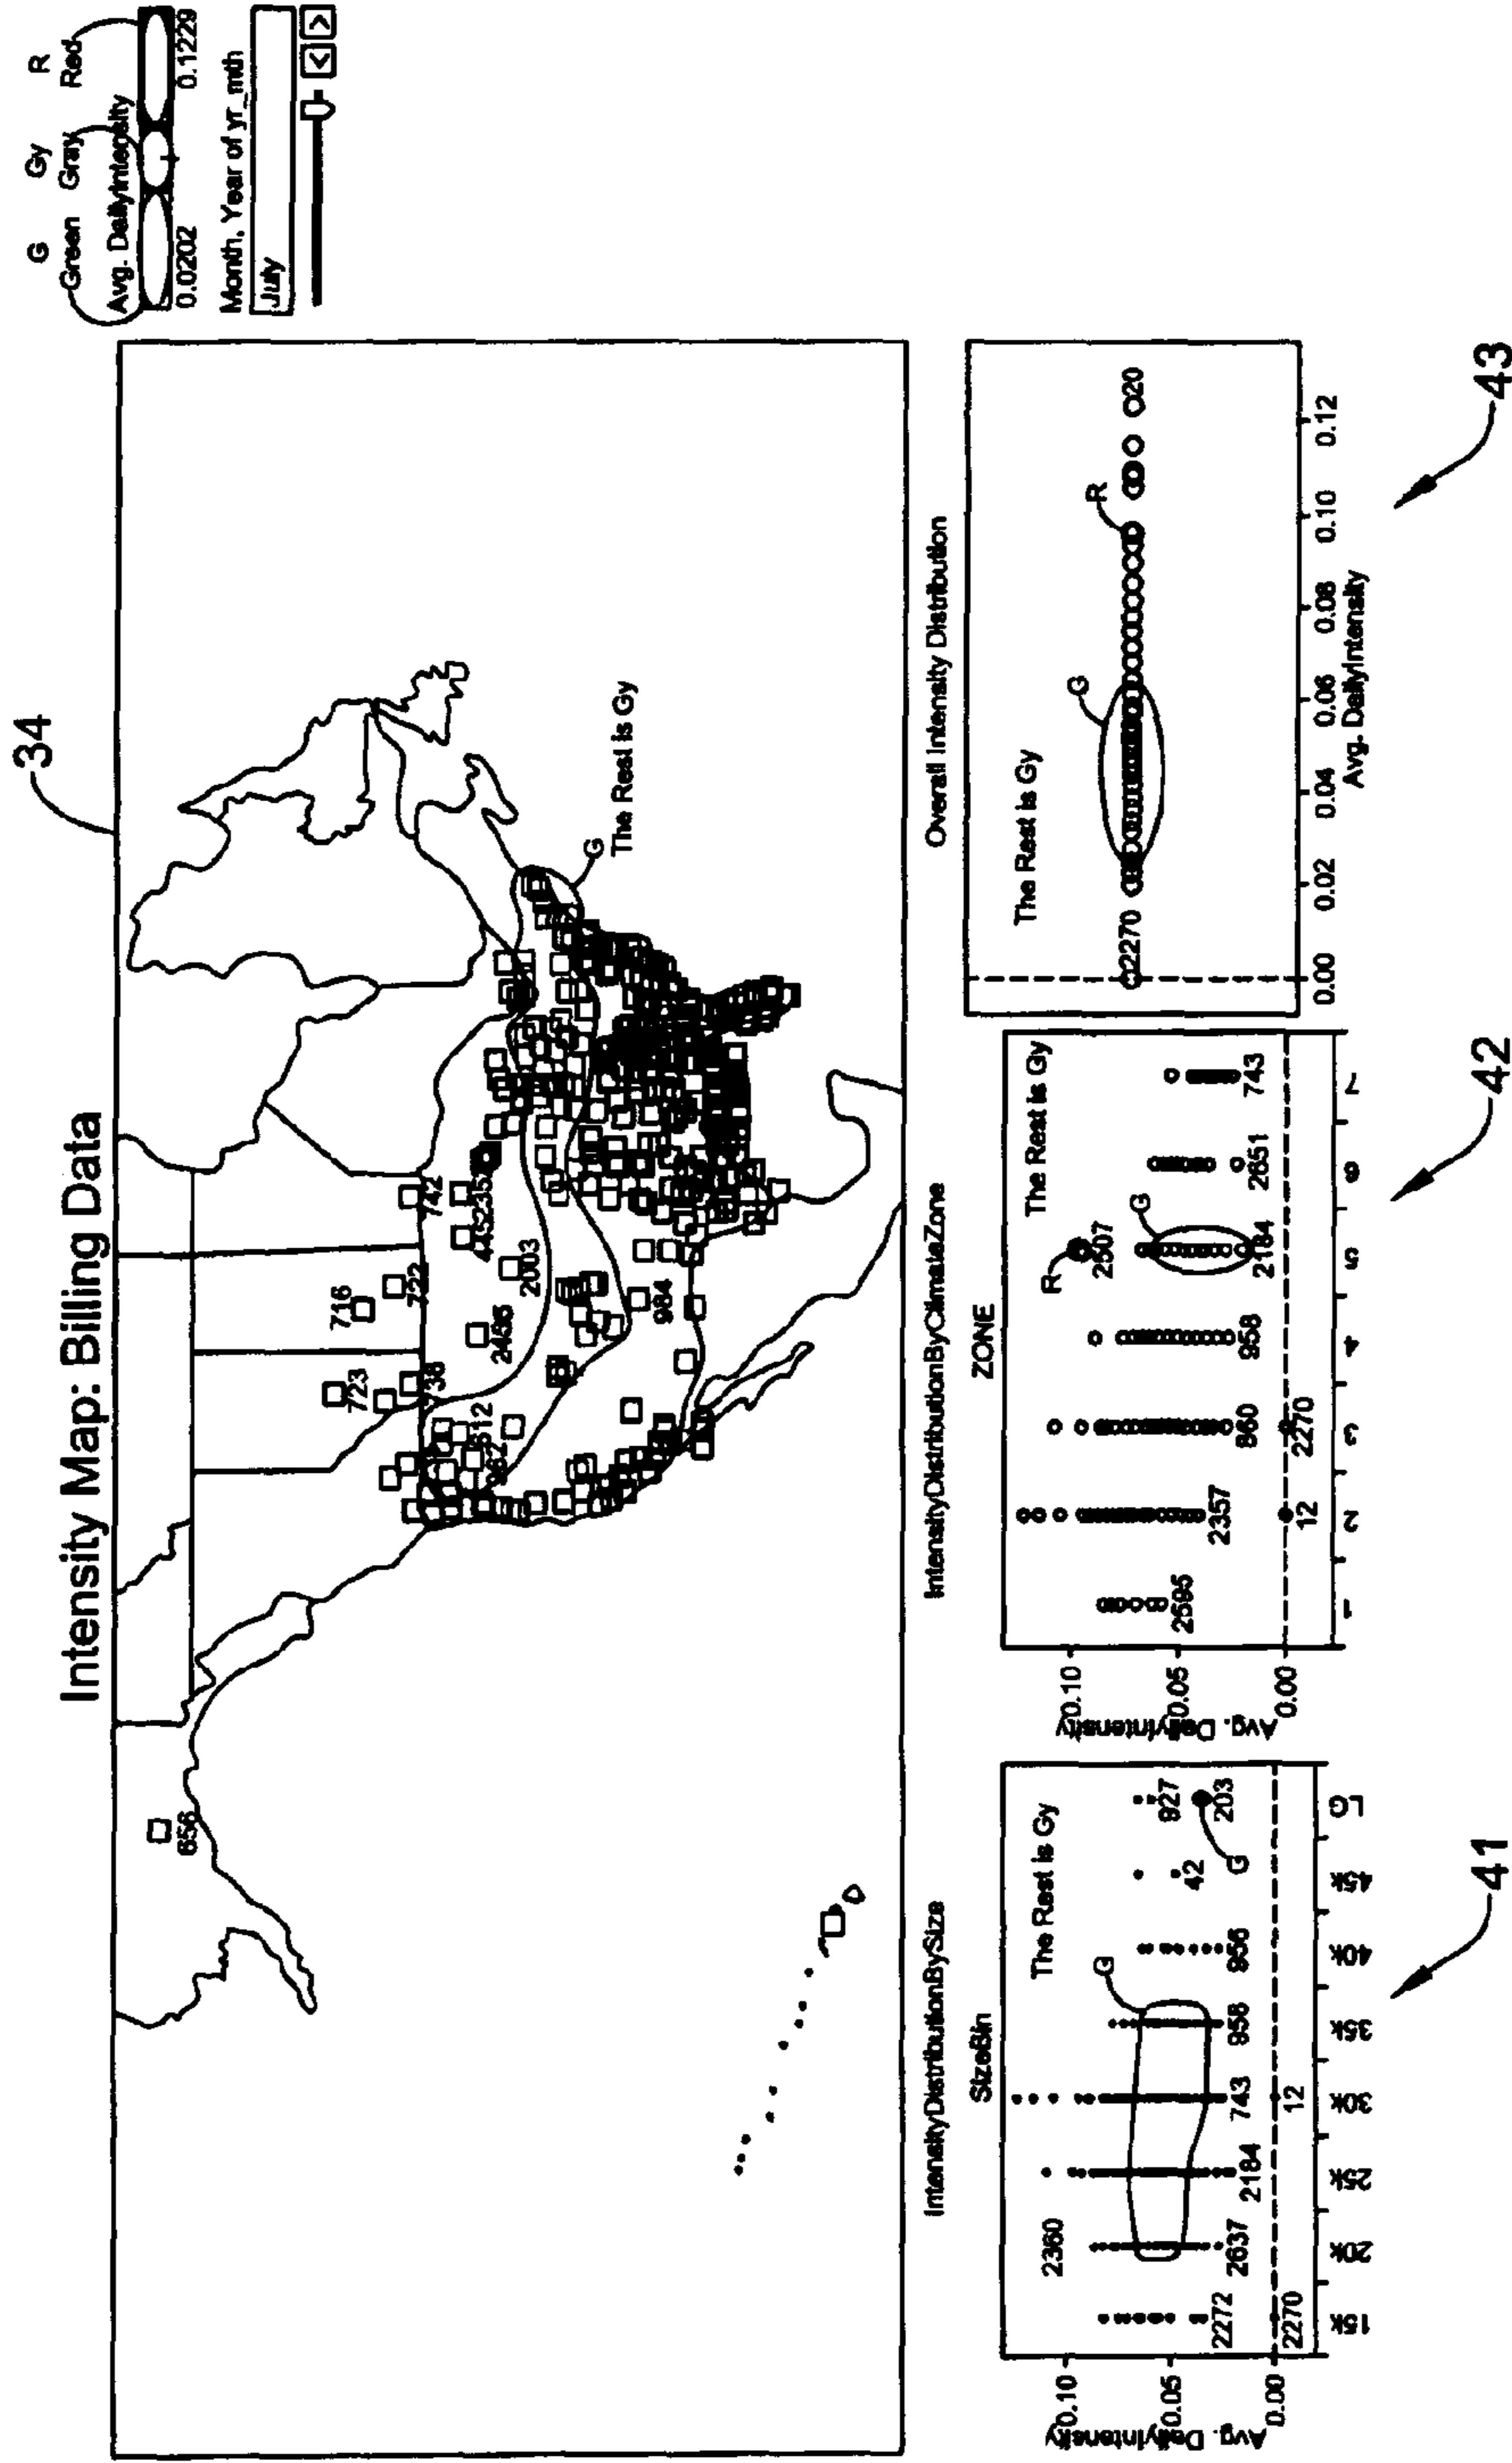 34
Intensity Map: Billing Data
G Gy R
Green Gray Red
Avg. DailyIntensity
0.0202 0.1229
Month, Year of yr_mth
July
< >
656
723
738
716
722
742
612
2003
984
G
The Rest is Gy
IntensityDistributionBySize
SizeBin
Avg. DailyIntensity
0.10
0.05
0.00
The Rest is Gy
G
2360
2272
2637
2184
743
958
956
42
927
203
G
2270
12
15k 20k 25k 30k 35k 40k 45k LG
41
IntensityDistributionByClimateZone
ZONE
Avg. DailyIntensity
0.10
0.05
0.00
The Rest is Gy
R
G
2595
2357
860
958
2507
2184
2651
743
12
2270
1 2 3 4 5 6 7
42
Overall Intensity Distribution
The Rest is Gy
G
R
2270
20
0.00 0.02 0.04 0.06 0.08 0.10 0.12
Avg. DailyIntensity
43